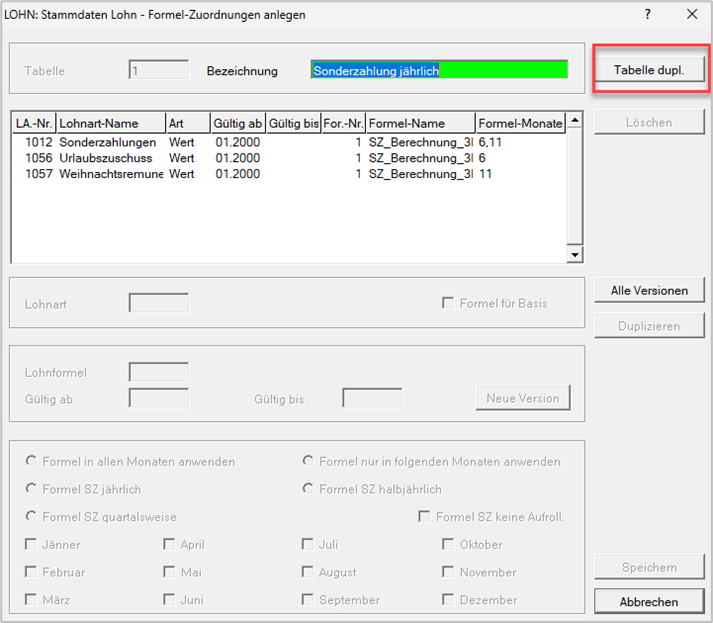 LOHN: Stammdaten Lohn - Formel-Zuordnungen anlegen ?
Tabelle 1 Bezeichnung Sonderzahlung jährlich Tabelle dupl.
LA.-Nr. Lohnart-Name Art Gültig ab Gültig bis For.-Nr. Formel-Name Formel-Monate
Löschen
1012 Sonderzahlungen Wert 01.2000 1 SZ_Berechnung_3l 6,11
1056 Urlaubszuschuss Wert 01.2000 1 SZ_Berechnung_3l 6
1057 Weihnachtsremune Wert 01.2000 1 SZ_Berechnung_3l 11
Alle Versionen
Lohnart Formel für Basis
Duplizieren
Lohnformel
Gültig ab Gültig bis Neue Version
Formel in allen Monaten anwenden Formel nur in folgenden Monaten anwenden
Formel SZ jährlich Formel SZ halbjährlich
Formel SZ quartalsweise Formel SZ keine Aufroll.
Jänner April Juli Oktober
Februar Mai August November
Speichern
März Juni September Dezember
Abbrechen